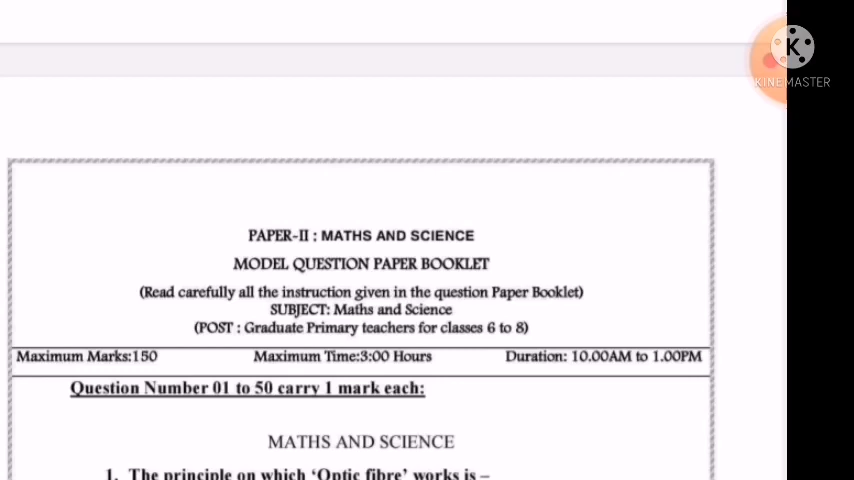 K
KINEMASTER
PAPER-II : MATHS AND SCIENCE
MODEL QUESTION PAPER BOOKLET
(Read carefully all the instruction given in the question Paper Booklet)
SUBJECT: Maths and Science
(POST : Graduate Primary teachers for classes 6 to 8)
Maximum Marks:150 Maximum Time:3:00 Hours Duration: 10.00AM to 1.00PM
Question Number 01 to 50 carry 1 mark each:
MATHS AND SCIENCE
1. The principle on which ‘Optic fibre’ works is –